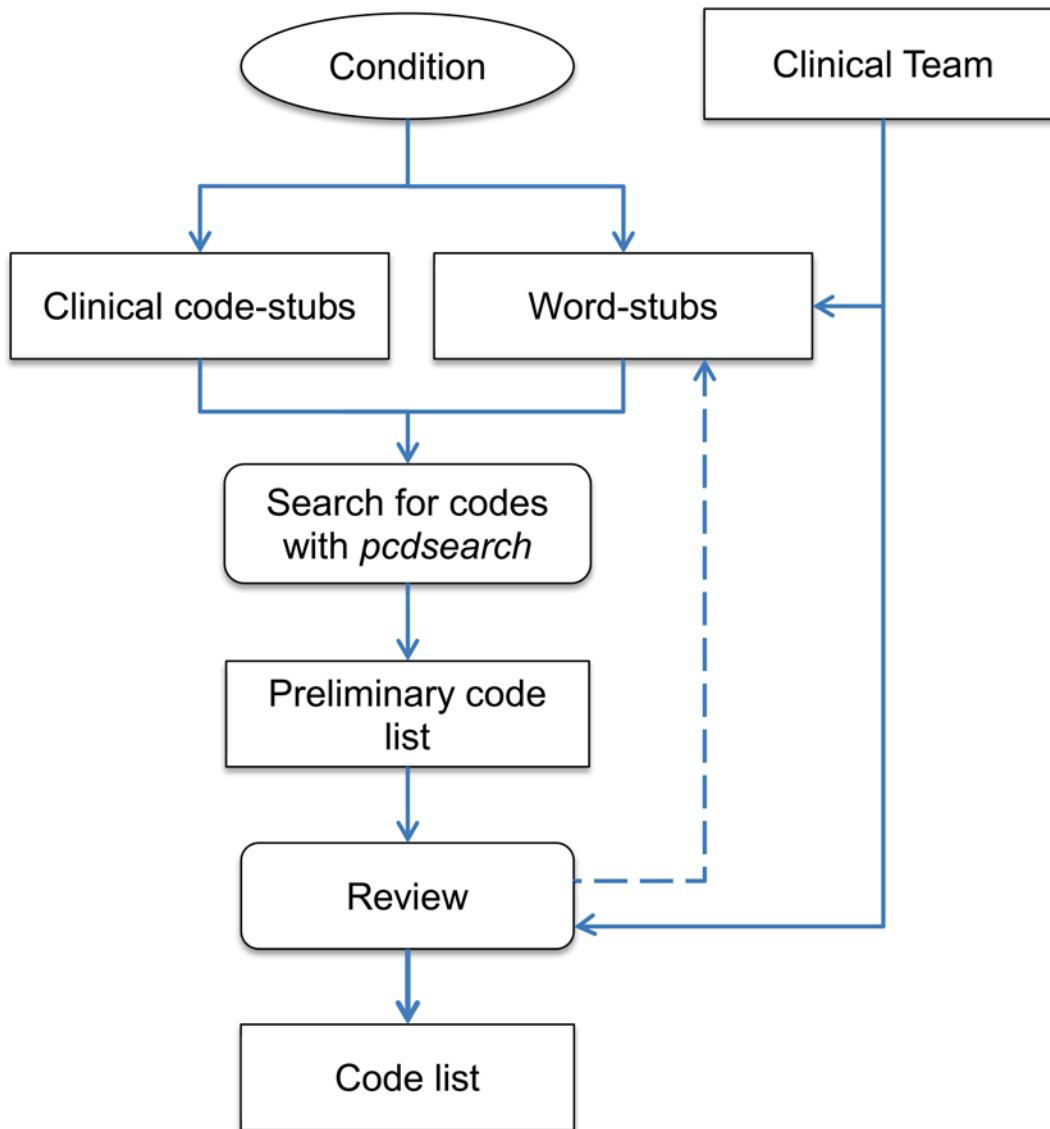 Condition
Clinical Team
Clinical code-stubs
Word-stubs
Search for codes
with pcdsearch
Preliminary code
list
Review
Code list